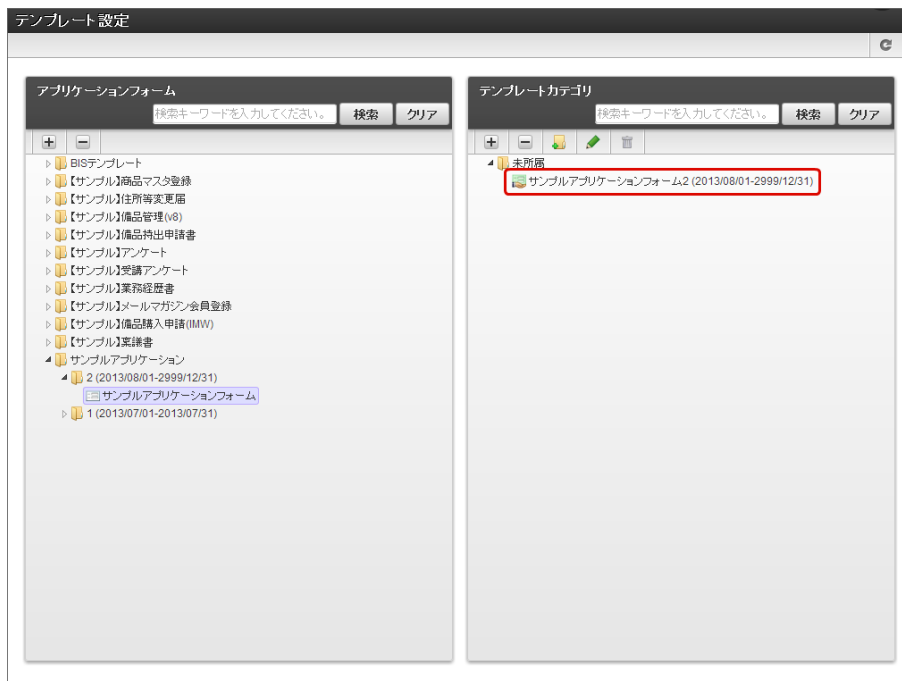 テンプレート設定
アプリケーションフォーム
検索キーワードを入力してください。 検索 クリア
BISテンプレート
【サンプル】商品マスタ登録
【サンプル】住所等変更届
【サンプル】備品管理(v8)
【サンプル】備品持出申請書
【サンプル】アンケート
【サンプル】受講アンケート
【サンプル】業務経歴書
【サンプル】メールマガジン会員登録
【サンプル】備品購入申請(IMW)
【サンプル】稟議書
サンプルアプリケーション
2 (2013/08/01-2999/12/31)
サンプルアプリケーションフォーム
1 (2013/07/01-2013/07/31)
テンプレートカテゴリ
検索キーワードを入力してください。 検索 クリア
未所属
サンプルアプリケーションフォーム2 (2013/08/01-2999/12/31)